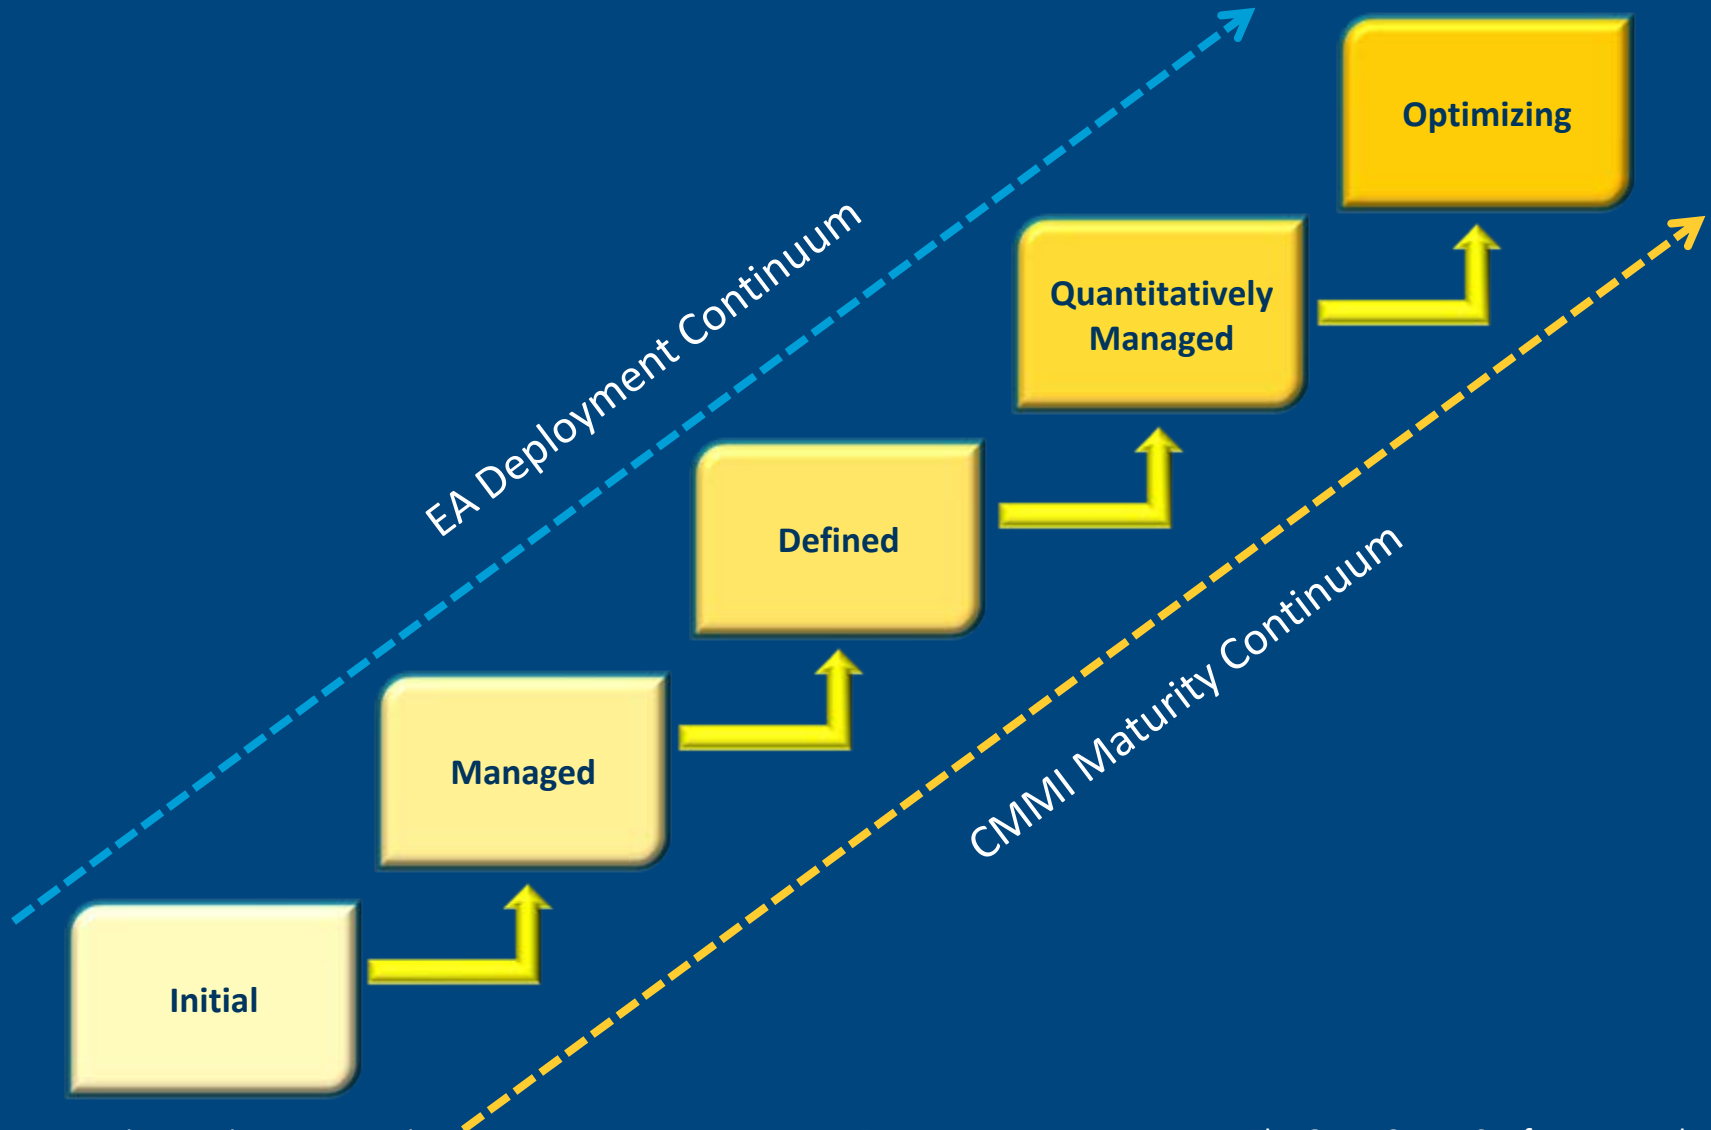 Optimizing
EA Deployment Continuum
Quantitatively
Managed
Defined
CMMI Maturity Continuum
Managed
Initial